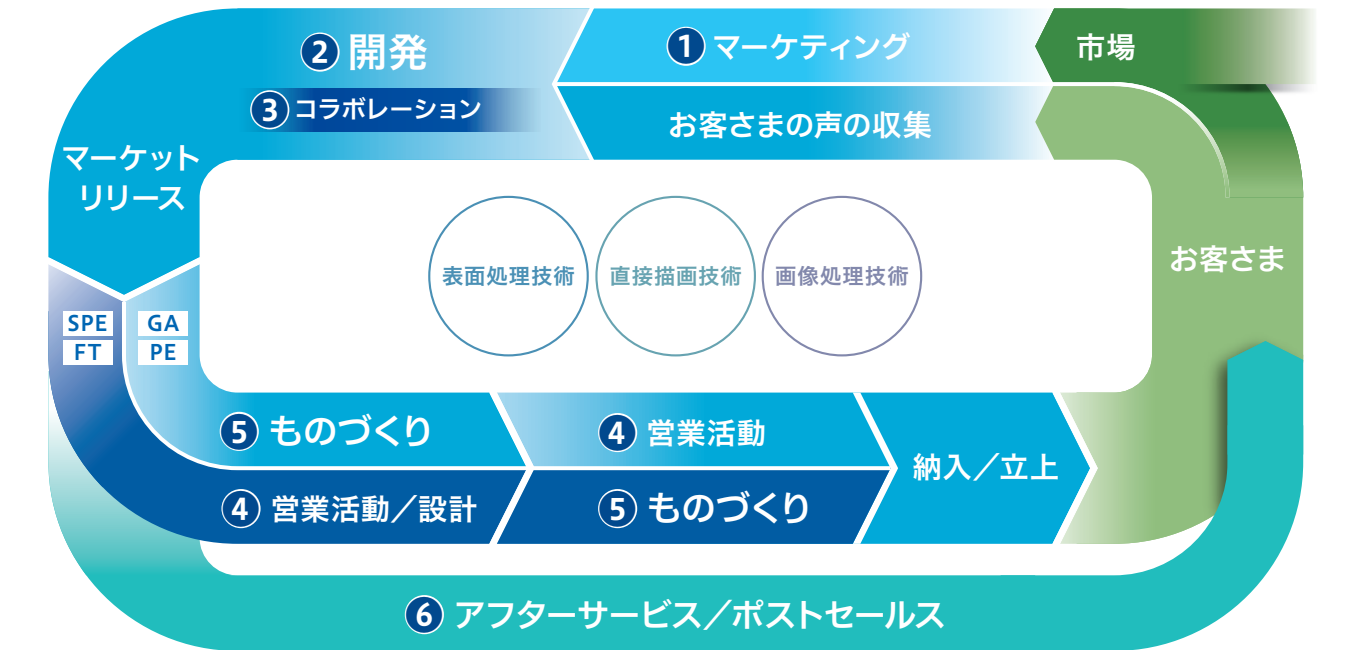 ② 開発
① マーケティング
市場
③ コラボレーション
お客さまの声の収集
マーケット
リリース
表面処理技術
直接描画技術
画像処理技術
お客さま
SPE
FT
GA
PE
⑤ ものづくり
④ 営業活動
納入／立上
④ 営業活動／設計
⑤ ものづくり
⑥ アフターサービス／ポストセールス